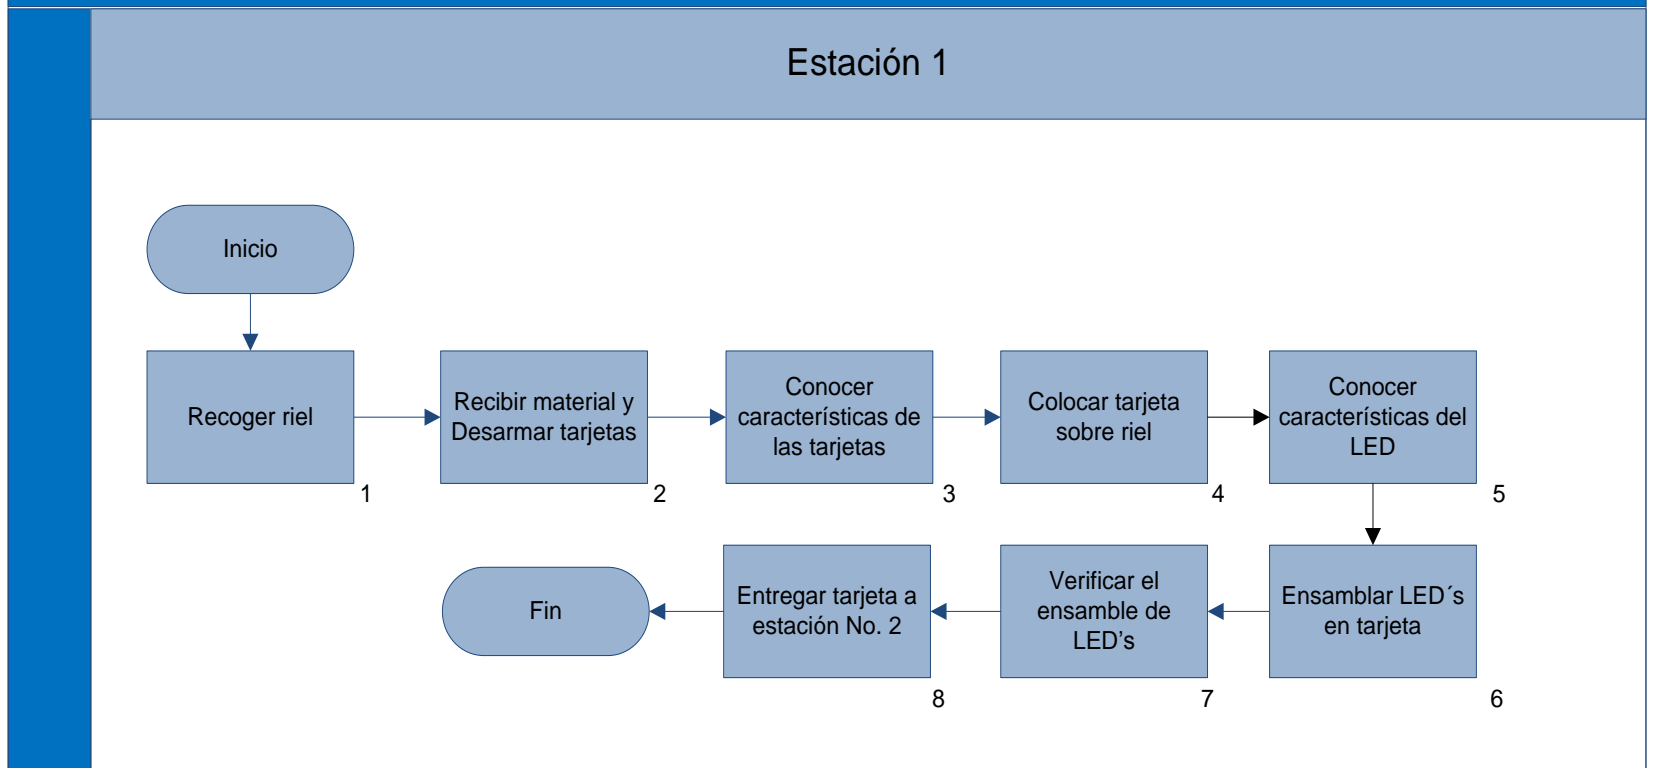 Estación 1
Inicio
Recoger riel
1
Recibir material y
Desarmar tarjetas
2
Conocer
características de
las tarjetas
3
Colocar tarjeta
sobre riel
4
Conocer
características del
LED
5
Ensamblar LED´s
en tarjeta
6
Verificar el
ensamble de
LED’s
7
Entregar tarjeta a
estación No. 2
8
Fin